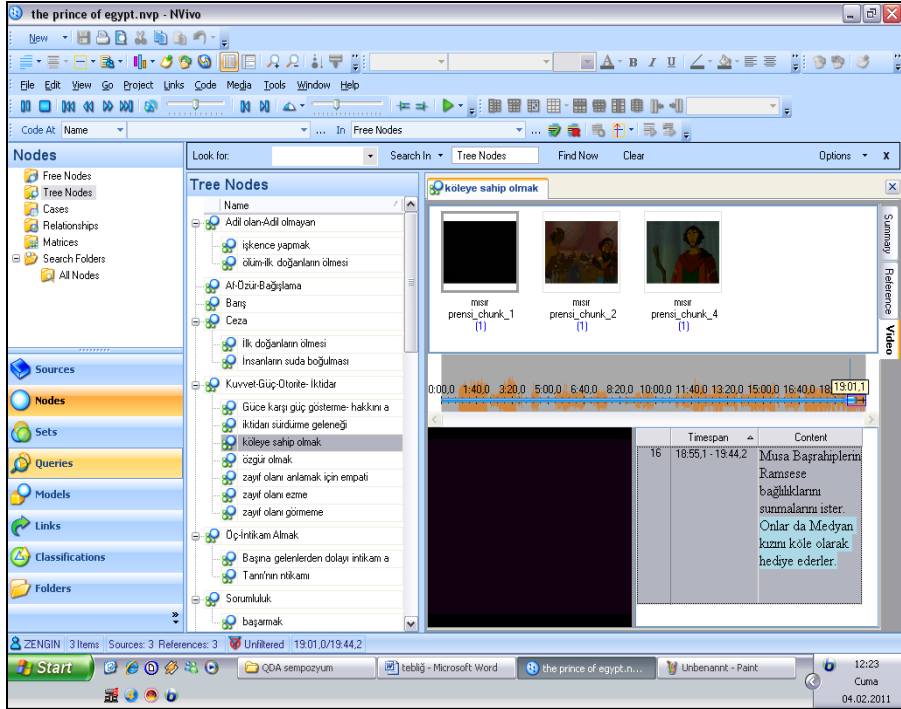 the prince of egypt.nvp - NVivo
New
B I U
File Edit View Go Project Links Code Media Tools Window Help
Code At Name ... In Free Nodes ...
Nodes
Free Nodes
Tree Nodes
Cases
Relationships
Matrices
Search Folders
All Nodes
Sources
Nodes
Sets
Queries
Models
Links
Classifications
Folders
Look for: Search In Tree Nodes Find Now Clear Options x
Tree Nodes
Name
Adil olan-Adil olmayan
işkence yapmak
ölüm-ilk doğanların ölmesi
Af-Özür-Bağışlama
Barış
Ceza
İlk doğanların ölmesi
İnsanların suda boğulması
Kuvvet-Güç-Otorite- İktidar
Güce karşı güç gösterme- hakkını a
iktidarı sürdürme geleneği
köleye sahip olmak
özgür olmak
zayıf olanı anlamak için empati
zayıf olanı ezme
zayıf olanı görmeme
Öç-İntikam Almak
Başına gelenlerden dolayı intikam a
Tanrı'nın ntikamı
Sorumluluk
başarmak
köleye sahip olmak
mısır
prensi_chunk_1
(1)
mısır
prensi_chunk_2
(1)
mısır
prensi_chunk_4
(1)
Summary
Reference
Video
0:00,0 1:40,0 3:20,0 5:00,0 6:40,0 8:20,0 10:00,0 11:40,0 13:20,0 15:00,0 16:40,0 18: 19:01,1
Timespan Content
16 18:55,1 - 19:44,2 Musa Başrahiplerin
Ramsese
bağlılıklarını
sunmalarını ister.
Onlar da Medyan
kızını köle olarak
hediye ederler.
ZENGIN 3 Items Sources: 3 References: 3 Unfiltered 19:01,0/19:44,2
Start QDA sempozyum tebliğ - Microsoft Word the prince of egypt.n... Unbenannt - Paint 12:23
Cuma
04.02.2011